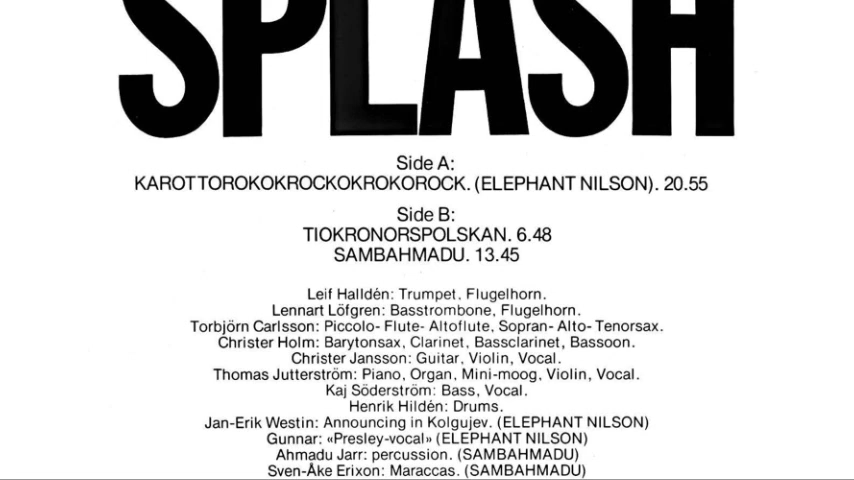 SPLASH
Side A:
KAROTTOROKOKROCKOKROKOROCK. (ELEPHANT NILSON). 20.55
Side B:
TIOKRONORSPOLSKAN. 6.48
SAMBAHMADU. 13.45
Leif Halldén: Trumpet, Flugelhorn.
Lennart Löfgren: Basstrombone, Flugelhorn.
Torbjörn Carlsson: Piccolo- Flute- Altoflute, Sopran- Alto- Tenorsax.
Christer Holm: Barytonsax, Clarinet, Bassclarinet, Bassoon.
Christer Jansson: Guitar, Violin, Vocal.
Thomas Jutterström: Piano, Organ, Mini-moog, Violin, Vocal.
Kaj Söderström: Bass, Vocal.
Henrik Hildén: Drums.
Jan-Erik Westin: Announcing in Kolgujev. (ELEPHANT NILSON)
Gunnar: «Presley-vocal» (ELEPHANT NILSON)
Ahmadu Jarr: percussion. (SAMBAHMADU)
Sven-Åke Erixon: Maraccas. (SAMBAHMADU)